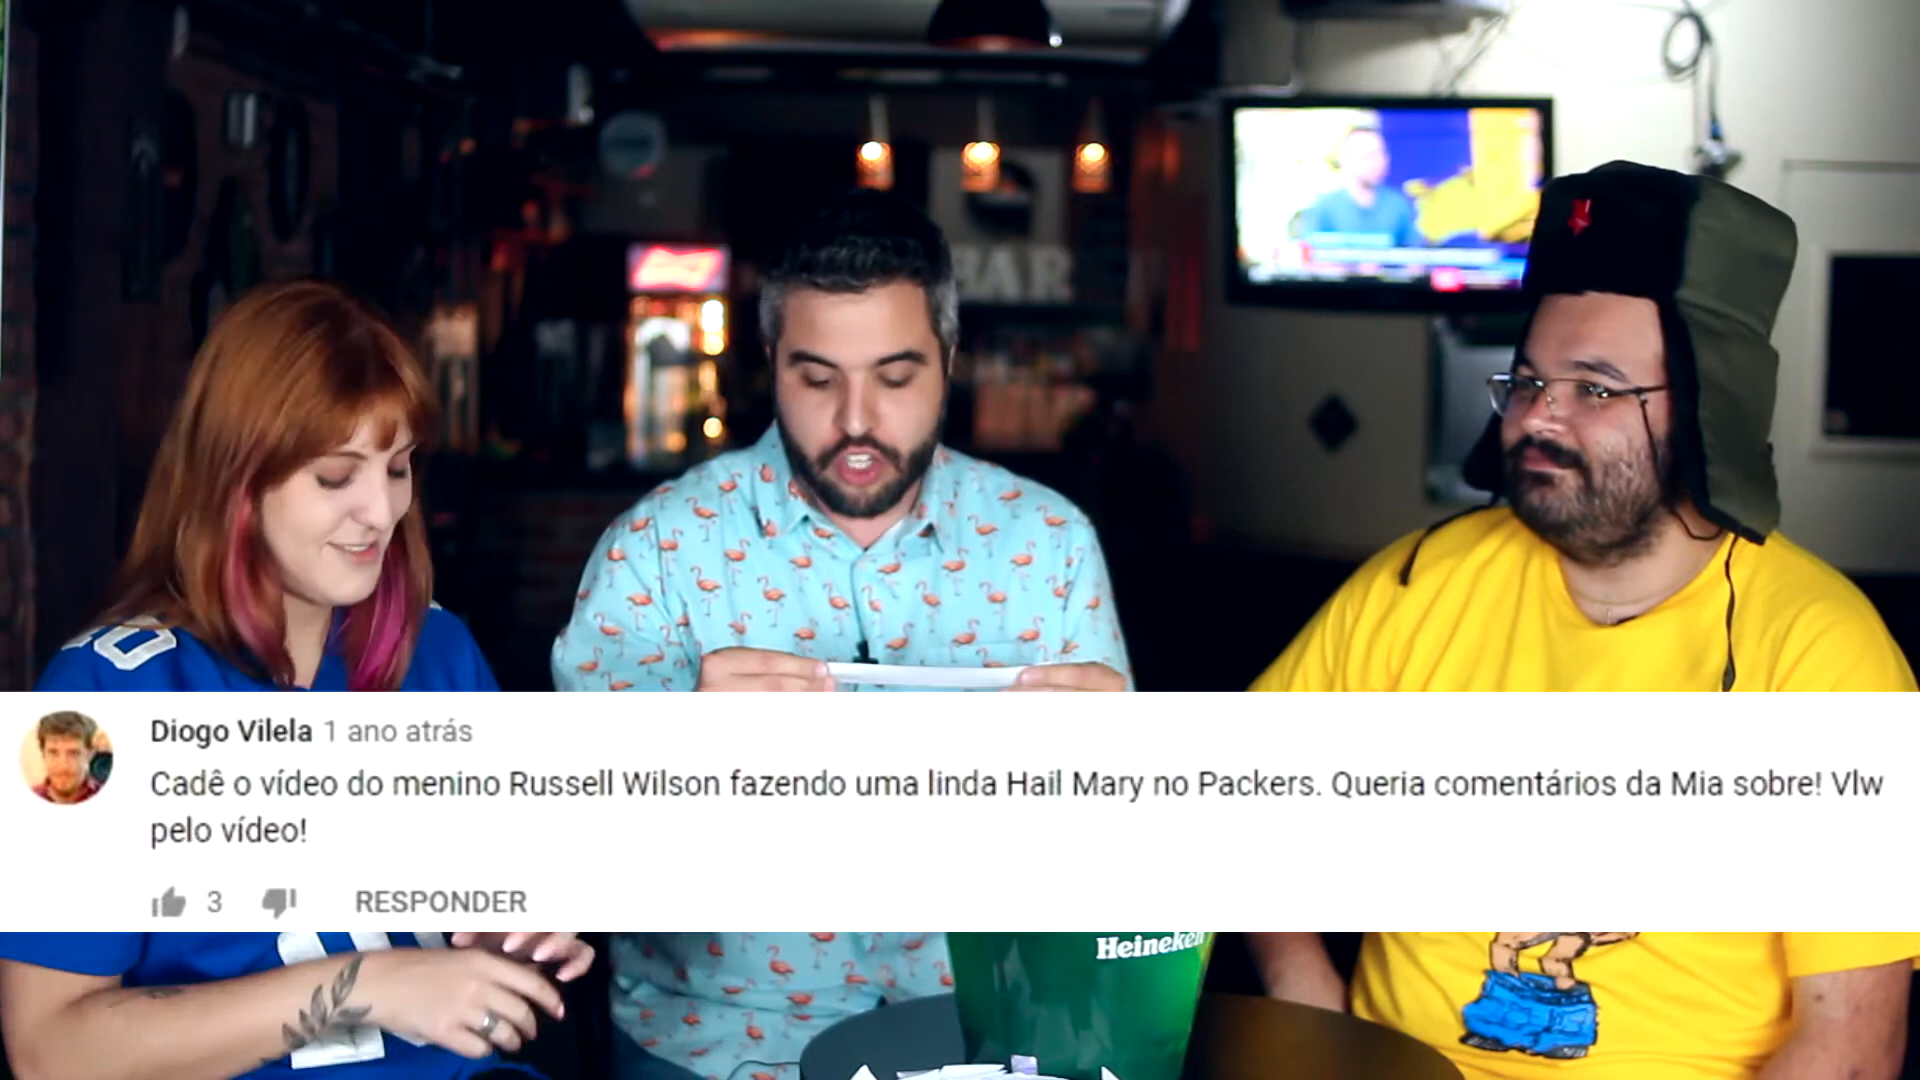 BAR
Diogo Vilela 1 ano atrás
Cadê o vídeo do menino Russell Wilson fazendo uma linda Hail Mary no Packers. Queria comentários da Mia sobre! Vlw
pelo vídeo!
3 RESPONDER
Heineken